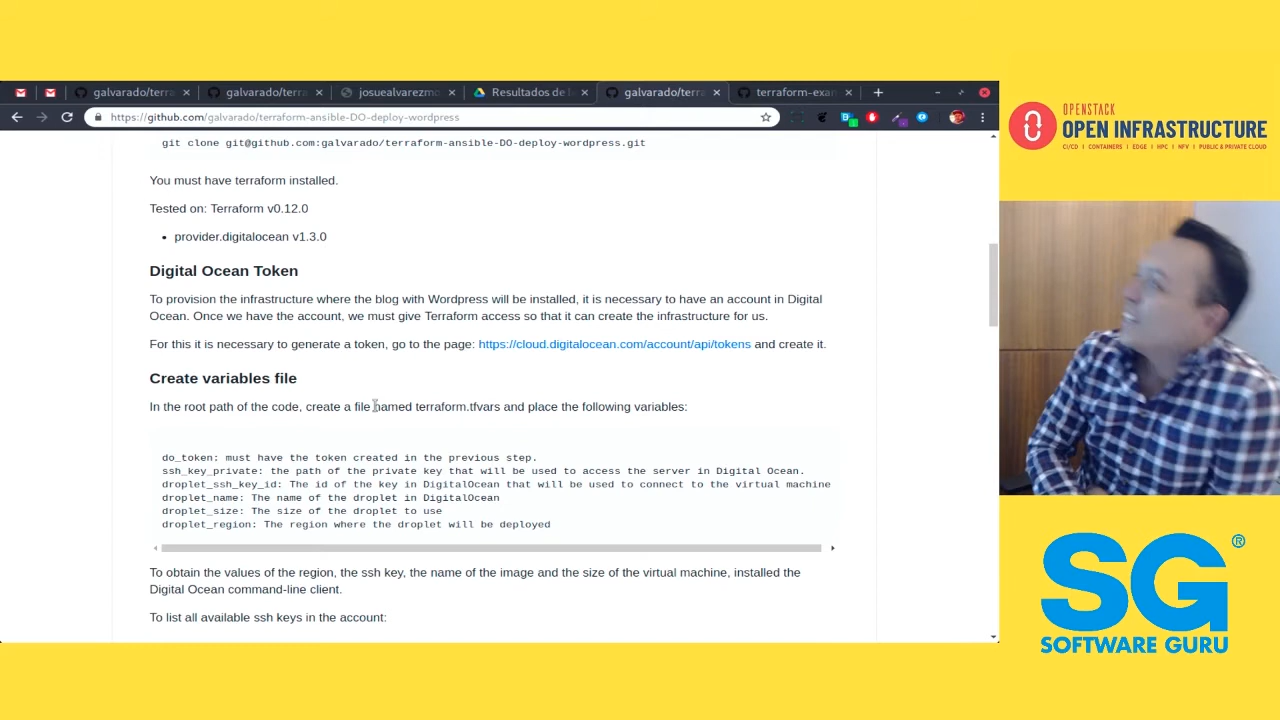 galvarado/terra
galvarado/terra
josuealvarezmo
Resultados de l
galvarado/terra
terraform-exa
https://github.com/galvarado/terraform-ansible-DO-deploy-wordpress
git clone git@github.com:galvarado/terraform-ansible-DO-deploy-wordpress.git
You must have terraform installed.
Tested on: Terraform v0.12.0
• provider.digitalocean v1.3.0
Digital Ocean Token
To provision the infrastructure where the blog with Wordpress will be installed, it is necessary to have an account in Digital
Ocean. Once we have the account, we must give Terraform access so that it can create the infrastructure for us.
For this it is necessary to generate a token, go to the page: https://cloud.digitalocean.com/account/api/tokens and create it.
Create variables file
In the root path of the code, create a file named terraform.tfvars and place the following variables:
do_token: must have the token created in the previous step.
ssh_key_private: the path of the private key that will be used to access the server in Digital Ocean.
droplet_ssh_key_id: The id of the key in DigitalOcean that will be used to connect to the virtual machine
droplet_name: The name of the droplet in DigitalOcean
droplet_size: The size of the droplet to use
droplet_region: The region where the droplet will be deployed
To obtain the values of the region, the ssh key, the name of the image and the size of the virtual machine, installed the
Digital Ocean command-line client.
To list all available ssh keys in the account:
OPENSTACK
OPEN INFRASTRUCTURE
CI/CD | CONTAINERS | EDGE | HPC | NFV | PUBLIC & PRIVATE CLOUD
SG®
SOFTWARE GURU